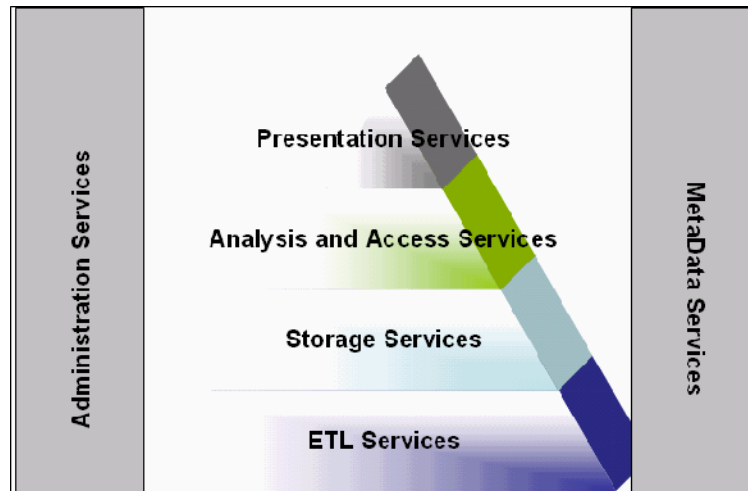 Administration Services
Presentation Services
Analysis and Access Services
Storage Services
ETL Services
MetaData Services